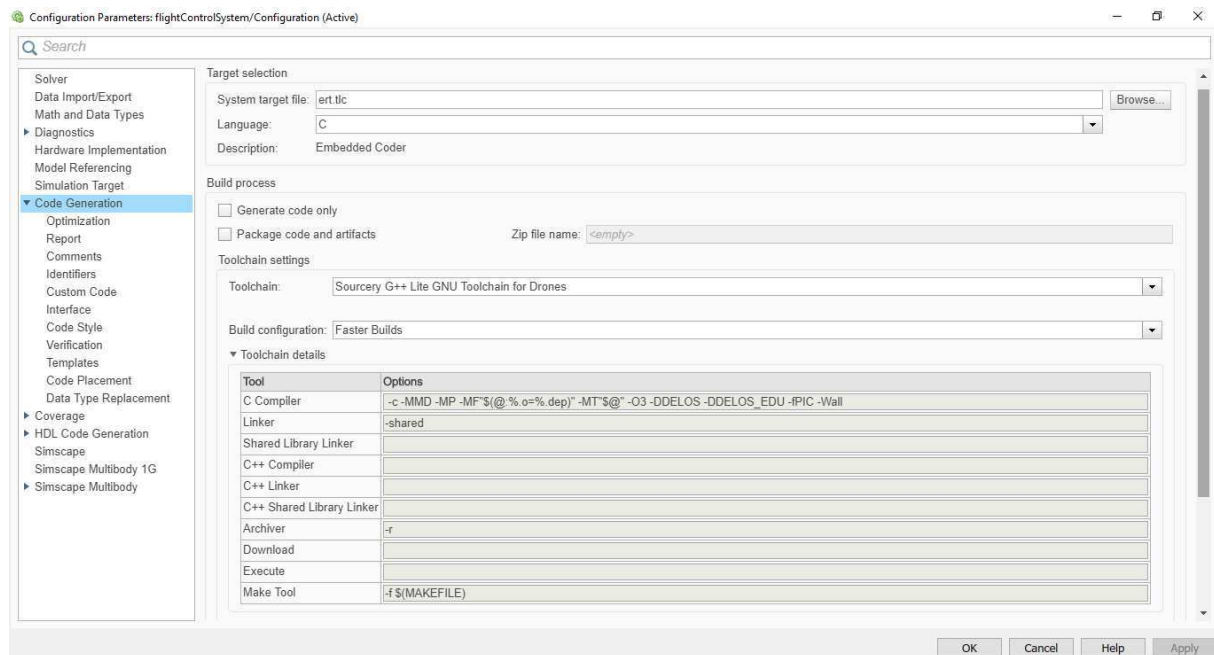 Configuration Parameters: flightControlSystem/Configuration (Active)
Search
Solver
Data Import/Export
Math and Data Types
Diagnostics
Hardware Implementation
Model Referencing
Simulation Target
Code Generation
Optimization
Report
Comments
Identifiers
Custom Code
Interface
Code Style
Verification
Templates
Code Placement
Data Type Replacement
Coverage
HDL Code Generation
Simscape
Simscape Multibody 1G
Simscape Multibody
Target selection
System target file: ert.tlc Browse...
Language: C
Description: Embedded Coder
Build process
Generate code only
Package code and artifacts Zip file name: <empty>
Toolchain settings
Toolchain: Sourcery G++ Lite GNU Toolchain for Drones
Build configuration: Faster Builds
Toolchain details
Tool Options
C Compiler -c -MMD -MP -MF"$(@:%.o=%.dep)" -MT"$@" -O3 -DDELOS -DDELOS_EDU -fPIC -Wall
Linker -shared
Shared Library Linker
C++ Compiler
C++ Linker
C++ Shared Library Linker
Archiver -r
Download
Execute
Make Tool -f $(MAKEFILE)
OK Cancel Help Apply